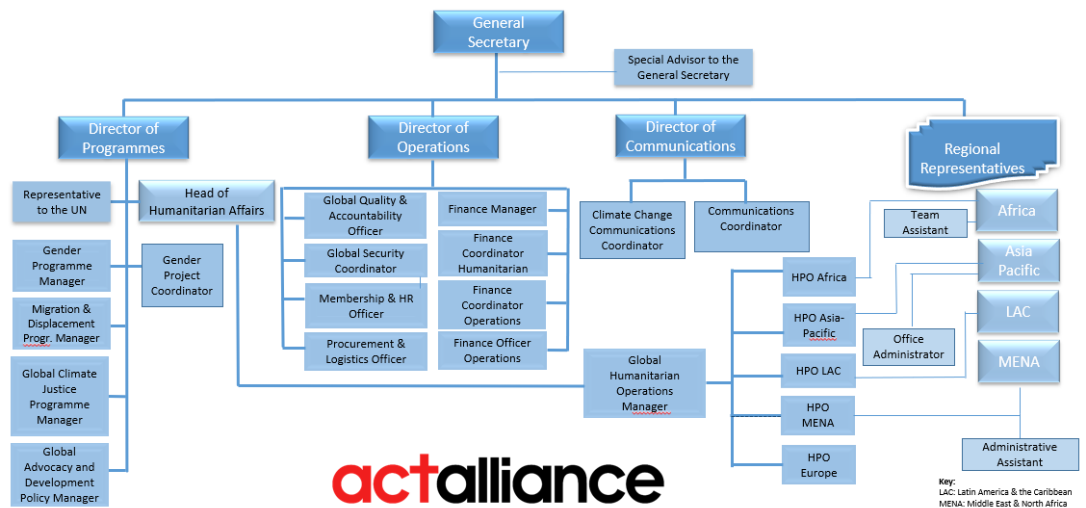 General
Secretary
Special Advisor to the
General Secretary
Director of
Programmes
Director of
Operations
Director of
Communications
Regional
Representatives
Representative
to the UN
Head of
Humanitarian Affairs
Gender
Programme
Manager
Gender
Project
Coordinator
Migration &
Displacement
Progr. Manager
Global Climate
Justice
Programme
Manager
Global
Advocacy and
Development
Policy Manager
Global Quality &
Accountability
Officer
Global Security
Coordinator
Membership & HR
Officer
Procurement &
Logistics Officer
Finance Manager
Finance
Coordinator
Humanitarian
Finance
Coordinator
Operations
Finance Officer
Operations
Climate Change
Communications
Coordinator
Communications
Coordinator
Global
Humanitarian
Operations
Manager
HPO Africa
HPO Asia-
Pacific
HPO LAC
HPO
MENA
HPO
Europe
Africa
Team
Assistant
Asia
Pacific
Office
Administrator
LAC
MENA
Administrative
Assistant
actalliance
Key:
LAC: Latin America & the Caribbean
MENA: Middle East & North Africa